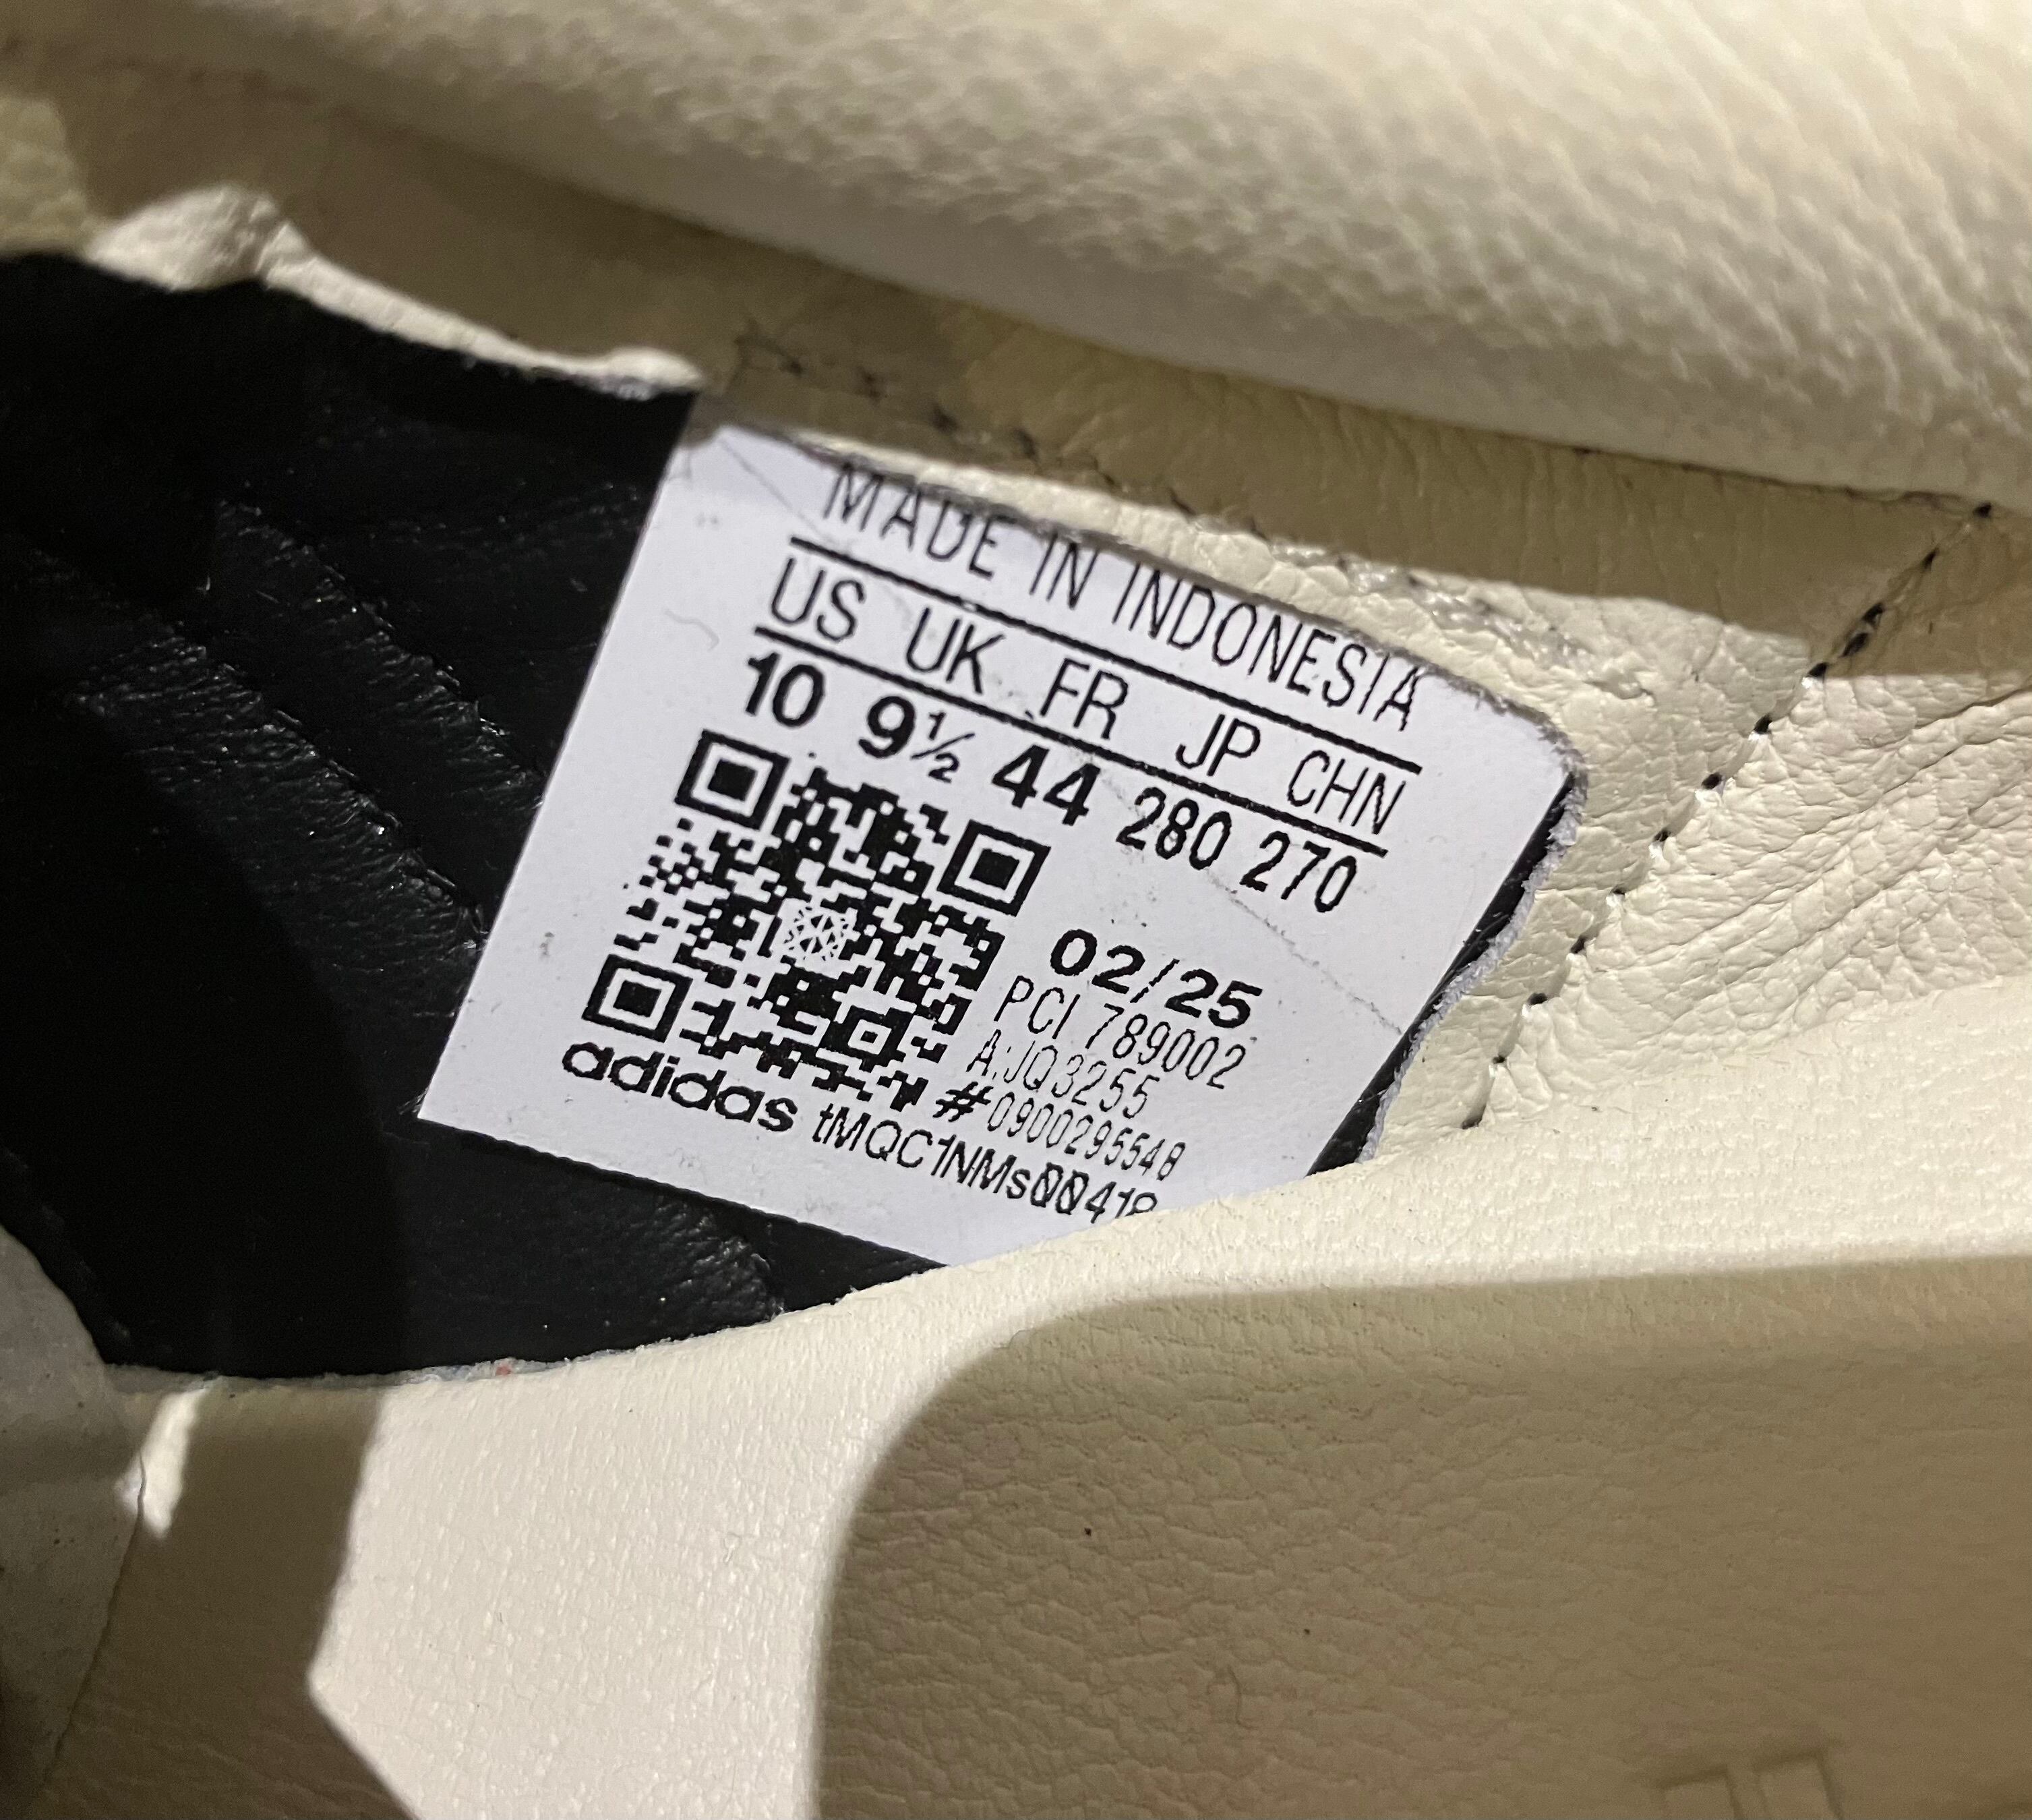 MADE IN INDONESIA
US UK FR JP CHN
10 9½ 44 280 270
02/25
PCI 789002
A:JQ3255
#0900295548
adidas